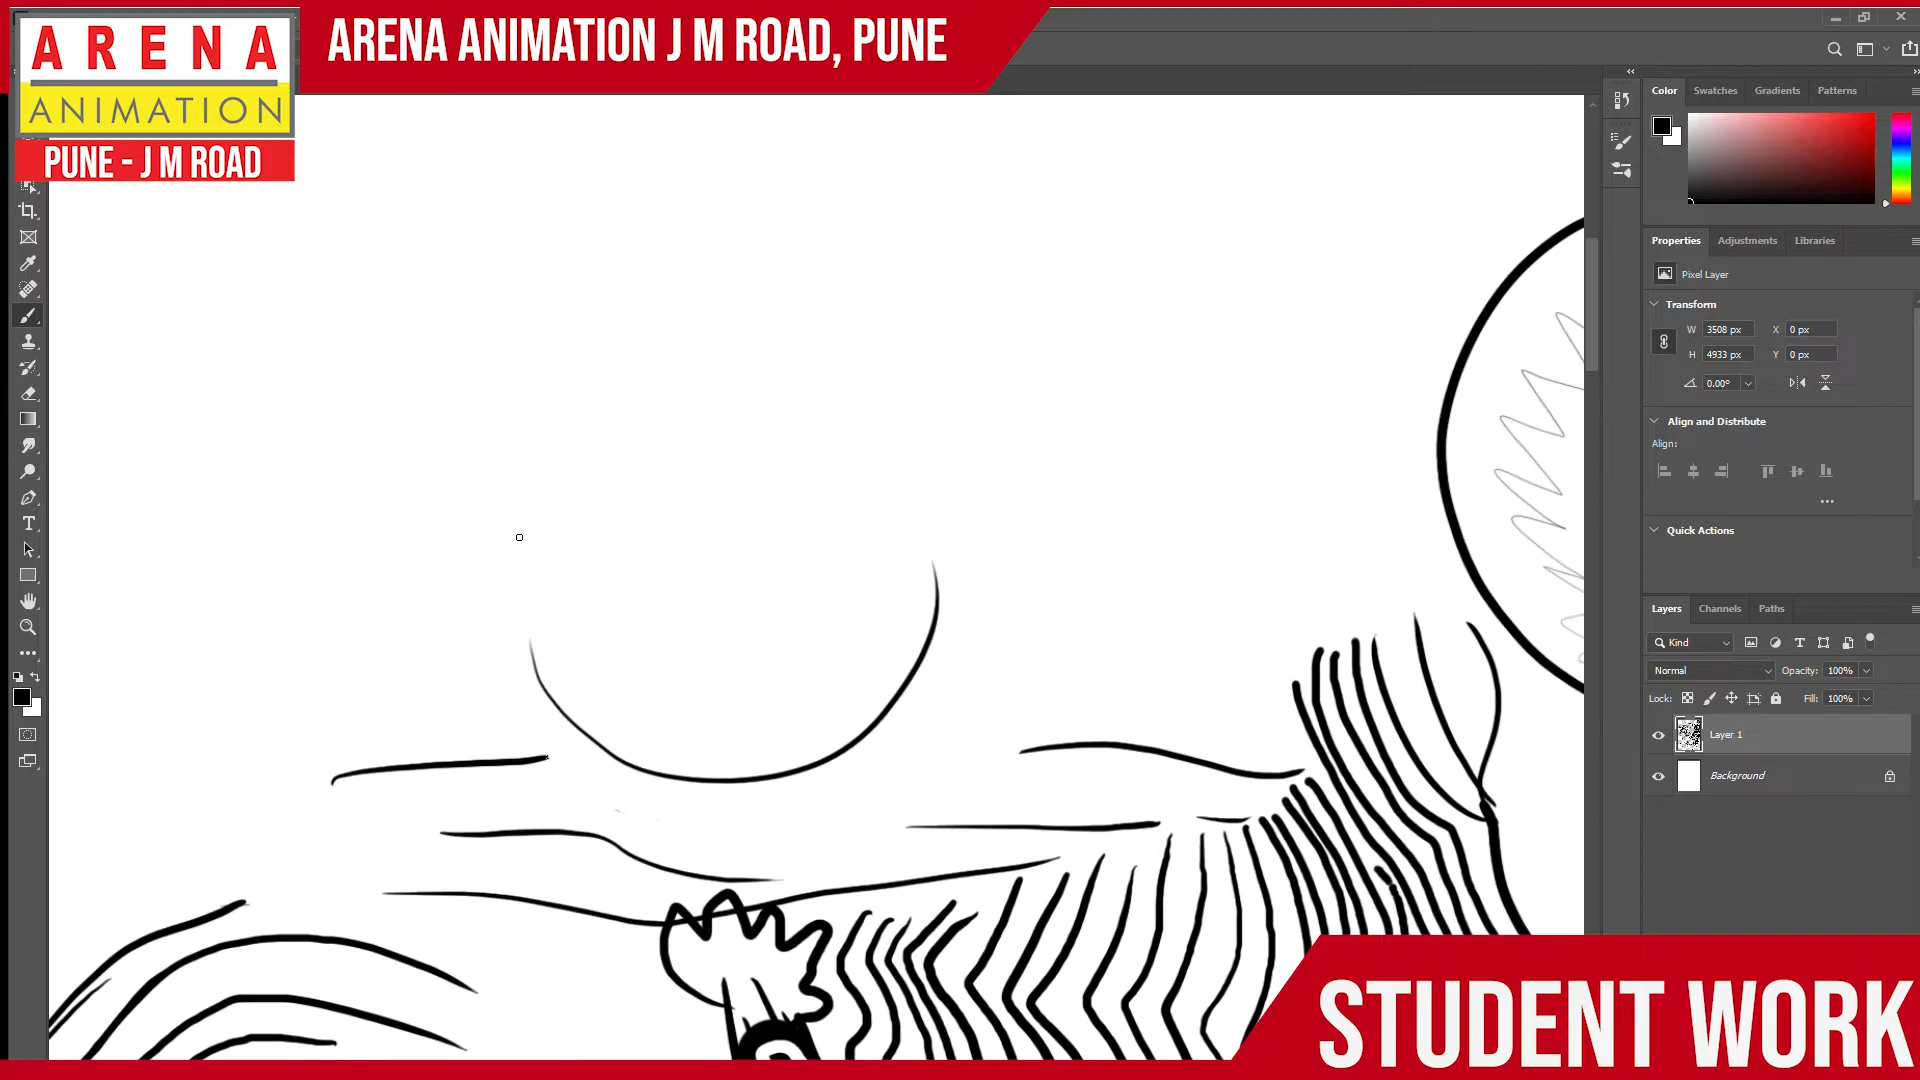 ARENA
ANIMATION
PUNE - J M ROAD
ARENA ANIMATION J M ROAD, PUNE
Color Swatches Gradients Patterns
Properties Adjustments Libraries
Pixel Layer
Transform
W 3508 px X 0 px
H 4933 px Y 0 px
0.00°
Align and Distribute
Align:
Quick Actions
Layers Channels Paths
Kind
Normal Opacity: 100%
Lock: Fill: 100%
Layer 1
Background
STUDENT WORK